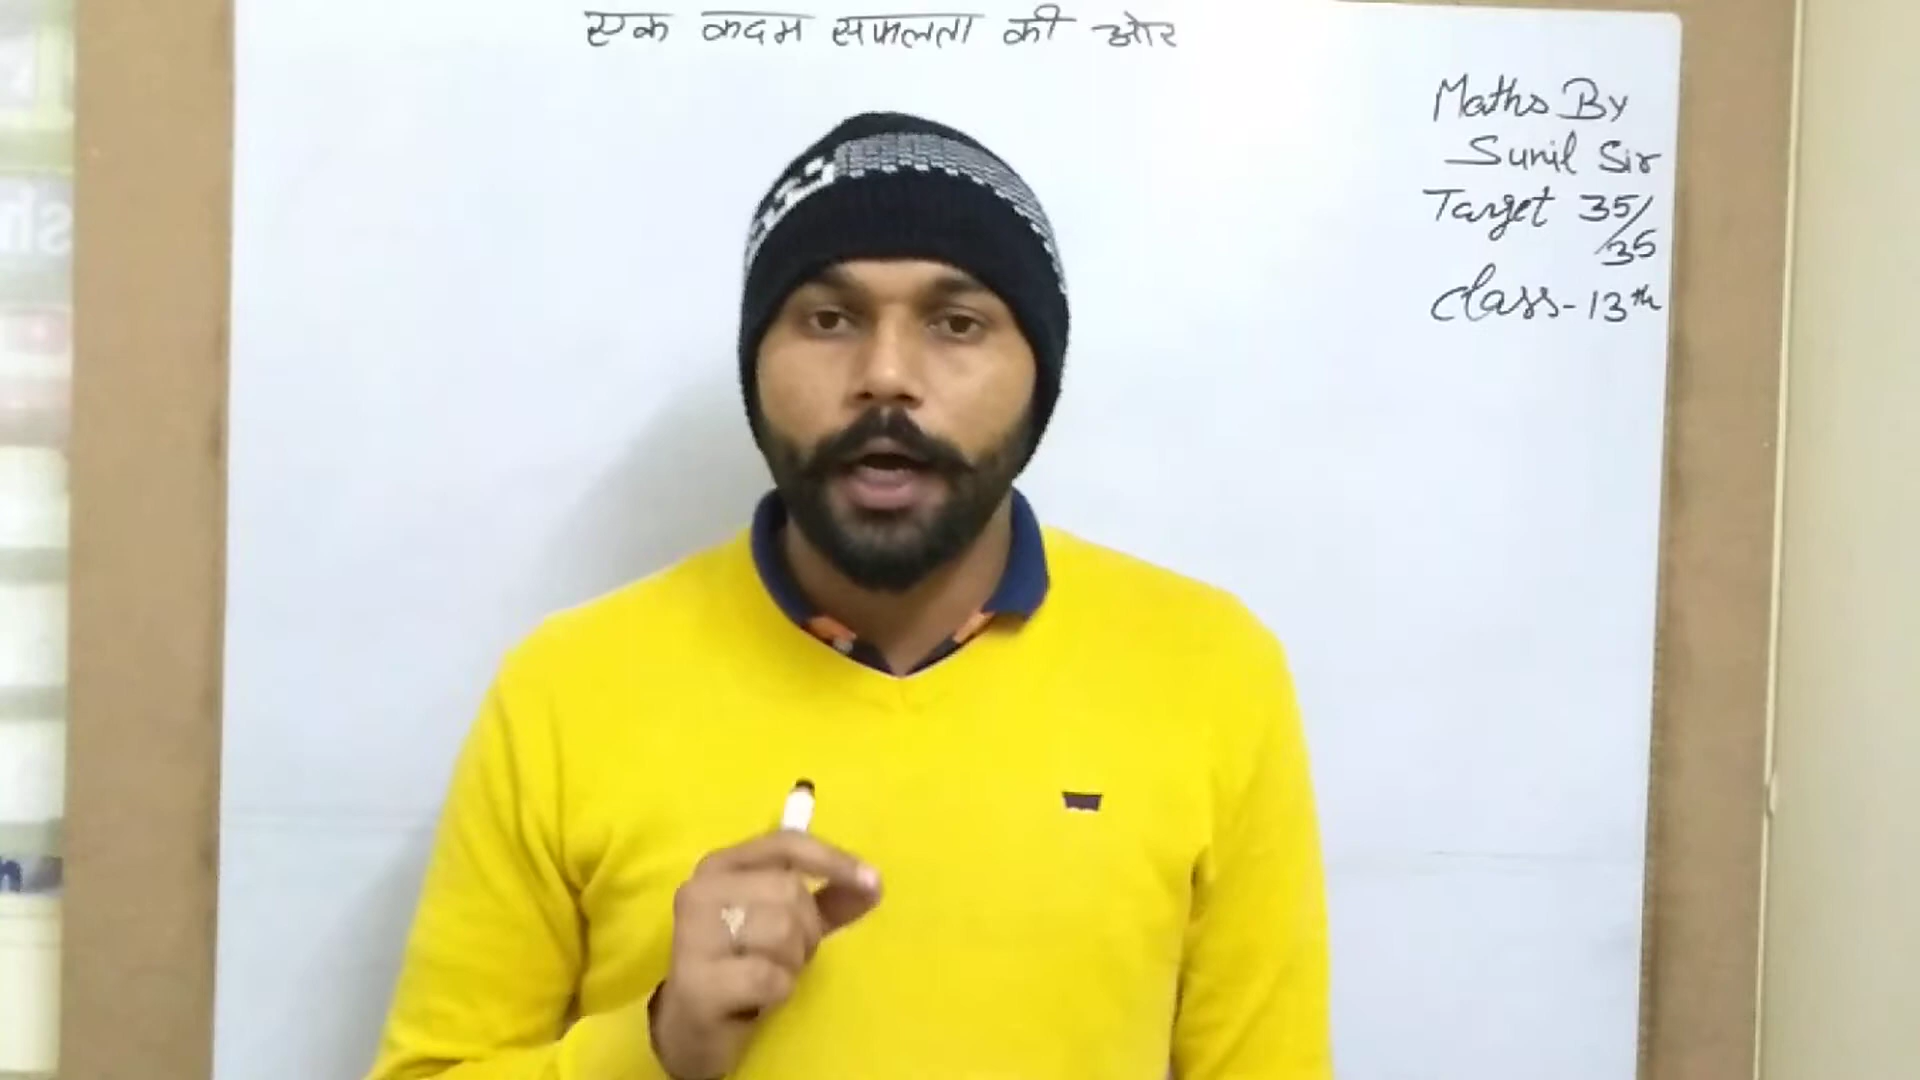 एक कदम सफलता की ओर
Maths By
Sunil Sir
Target 35/
35
Class-13th